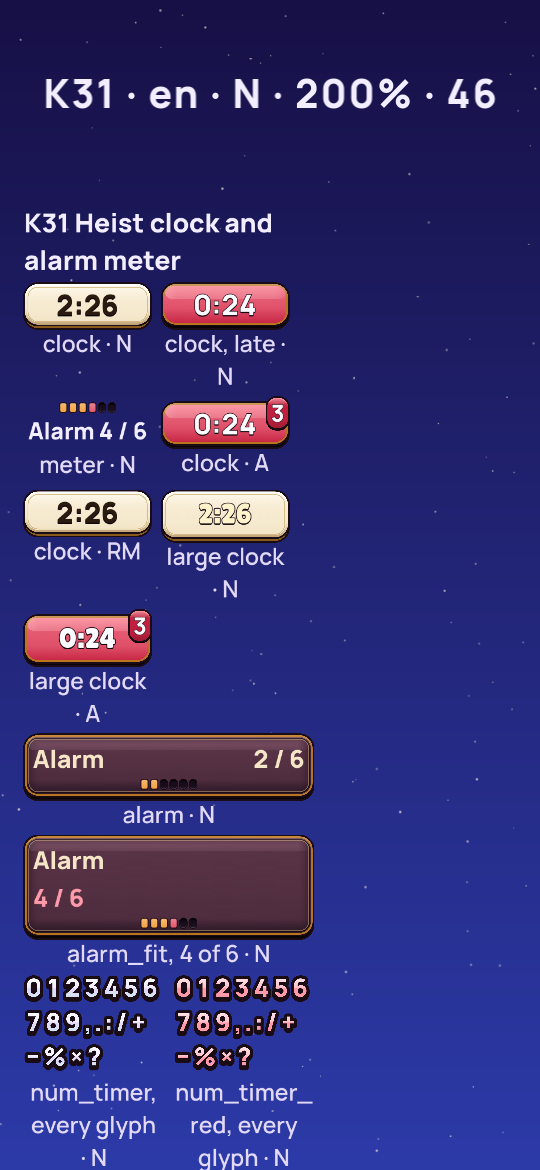 K31 · en · N · 200% · 46
K31 Heist clock and
alarm meter
2:26
0:24
clock · N
clock, late ·
N
Alarm 4 / 6
meter · N
0:24
3
clock · A
2:26
clock · RM
2:26
large clock
· N
0:24
3
large clock
· A
Alarm
2 / 6
alarm · N
Alarm
4 / 6
alarm_fit, 4 of 6 · N
0123456
789,.:/+
−%×?
num_timer,
every glyph
· N
0123456
789,.:/+
−%×?
num_timer_
red, every
glyph · N